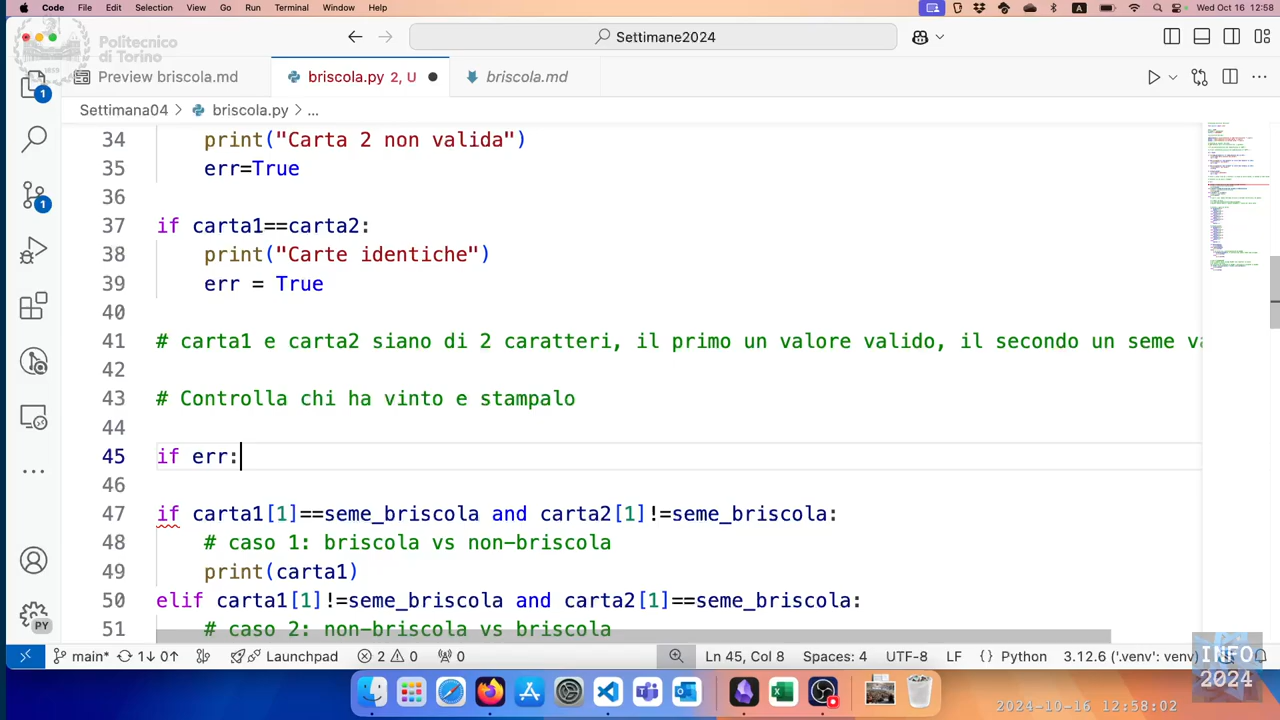 Code File Edit Selection View Go Run Terminal Window Help
A
Wed Oct 16 12:58
Politecnico
di Torino
Settimane2024
1
Preview briscola.md
briscola.py 2, U
briscola.md
Settimana04 > briscola.py > ...
34 print("Carta 2 non valida")
35 err=True
36
37 if carta1==carta2:
38 print("Carte identiche")
39 err = True
40
41 # carta1 e carta2 siano di 2 caratteri, il primo un valore valido, il secondo un seme va
42
43 # Controlla chi ha vinto e stampalo
44
45 if err:
46
47 if carta1[1]==seme_briscola and carta2[1]!=seme_briscola:
48 # caso 1: briscola vs non-briscola
49 print(carta1)
50 elif carta1[1]!=seme_briscola and carta2[1]==seme_briscola:
51 # caso 2: non-briscola vs briscola
1
PY
main* 1↓ 0↑ Launchpad 2 0 0 Ln 45, Col 8 Spaces: 4 UTF-8 LF {} Python 3.12.6 ('.venv': venv)
INFO
2024
2024-10-16 12:58:02